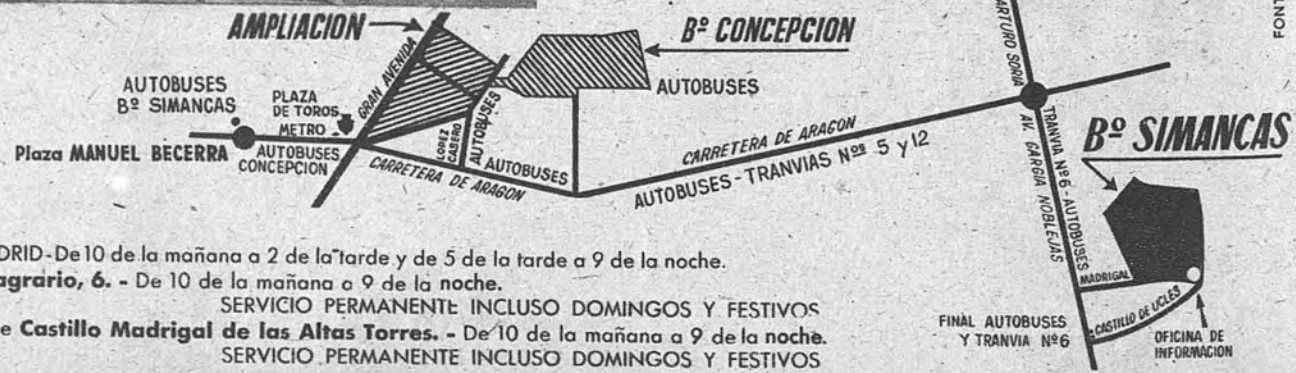 AMPLIACION
Bº CONCEPCION
AUTOBUSES
GRAN AVENIDA
AUTOBUSES
Bº SIMANCAS
PLAZA
DE TOROS
METRO
Plaza MANUEL BECERRA
AUTOBUSES
CONCEPCION
LOPEZ
CASERO
AUTOBUSES
AUTOBUSES
CARRETERA DE ARAGON
CARRETERA DE ARAGON
AUTOBUSES - TRANVIAS Nºs 5 y 12
ARTURO SORIA
FONT
AV. GARGIA NOBLEJAS
TRANVIA Nº6 - AUTOBUSES
Bº SIMANCAS
MADRIGAL
CASTILLO DE UCLES
FINAL AUTOBUSES
Y TRANVIA Nº6
OFICINA DE
INFORMACION
DRID-De 10 de la mañana a 2 de la tarde y de 5 de la tarde a 9 de la noche.
agrario, 6. - De 10 de la mañana a 9 de la noche.
SERVICIO PERMANENTE INCLUSO DOMINGOS Y FESTIVOS
e Castillo Madrigal de las Altas Torres. - De 10 de la mañana a 9 de la noche.
SERVICIO PERMANENTE INCLUSO DOMINGOS Y FESTIVOS